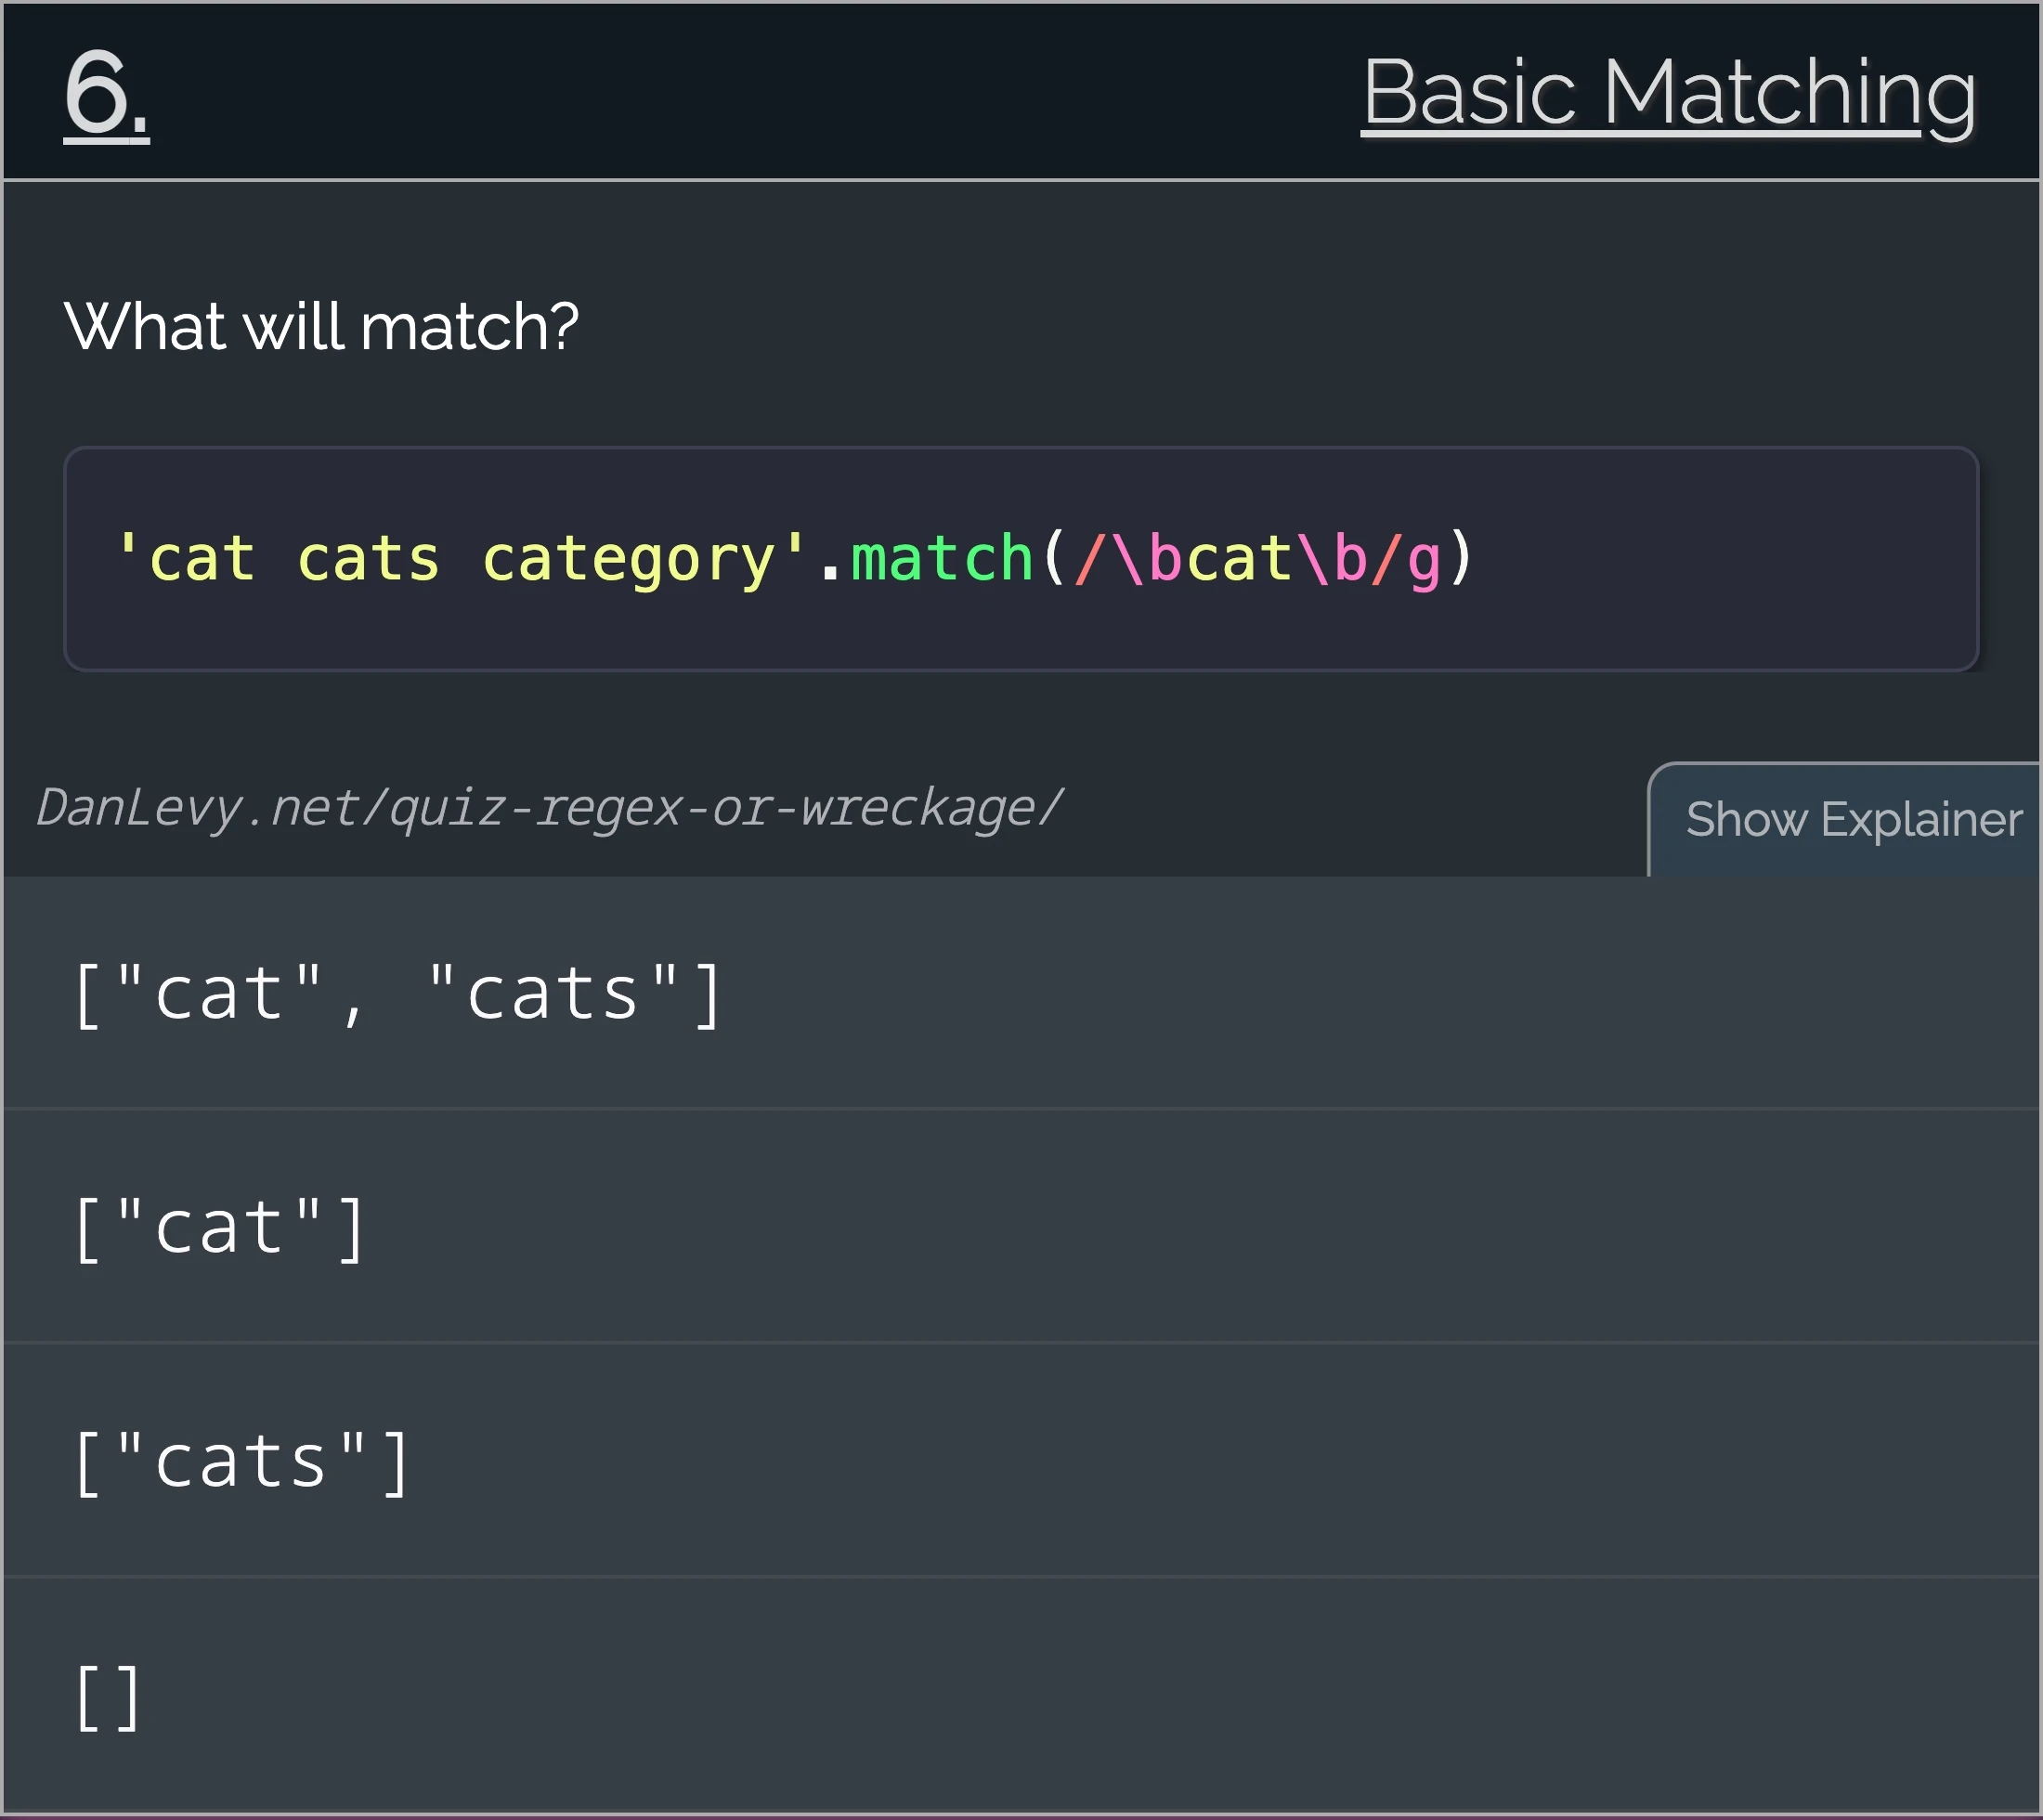 6.
Basic Matching
What will match?
'cat cats category'.match(/\bcat\b/g)
DanLevy.net/quiz-regex-or-wreckage/
Show Explainer
["cat", "cats"]
["cat"]
["cats"]
[]